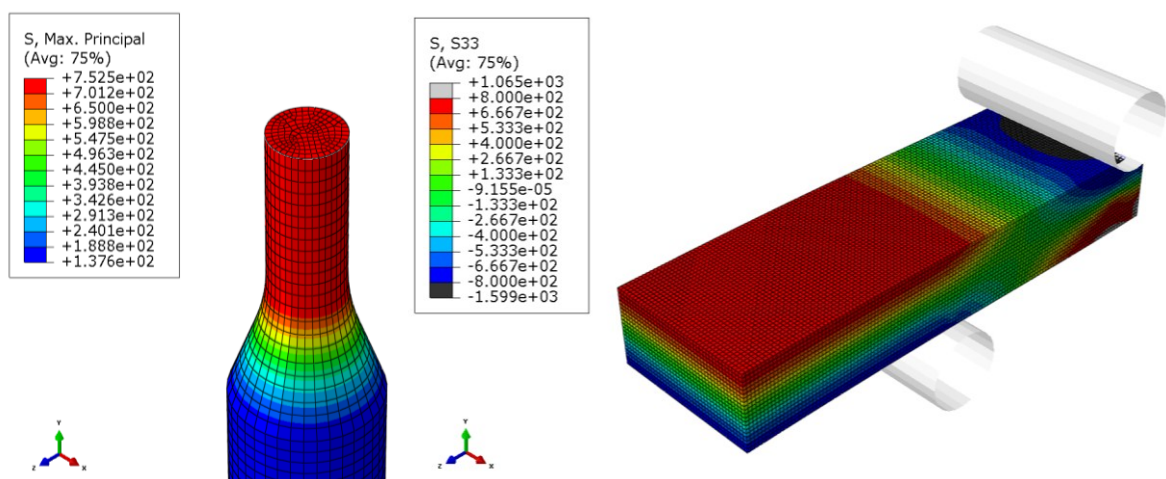 S, Max. Principal
(Avg: 75%)
+7.525e+02
+7.012e+02
+6.500e+02
+5.988e+02
+5.475e+02
+4.963e+02
+4.450e+02
+3.938e+02
+3.426e+02
+2.913e+02
+2.401e+02
+1.888e+02
+1.376e+02
Y
Z
X
S, S33
(Avg: 75%)
+1.065e+03
+8.000e+02
+6.667e+02
+5.333e+02
+4.000e+02
+2.667e+02
+1.333e+02
-9.155e-05
-1.333e+02
-2.667e+02
-4.000e+02
-5.333e+02
-6.667e+02
-8.000e+02
-1.599e+03
Y
Z
X